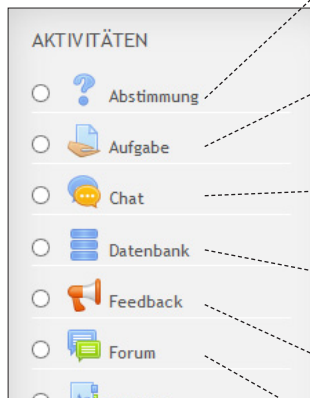 AKTIVITÄTEN
Abstimmung
Aufgabe
Chat
Datenbank
Feedback
Forum